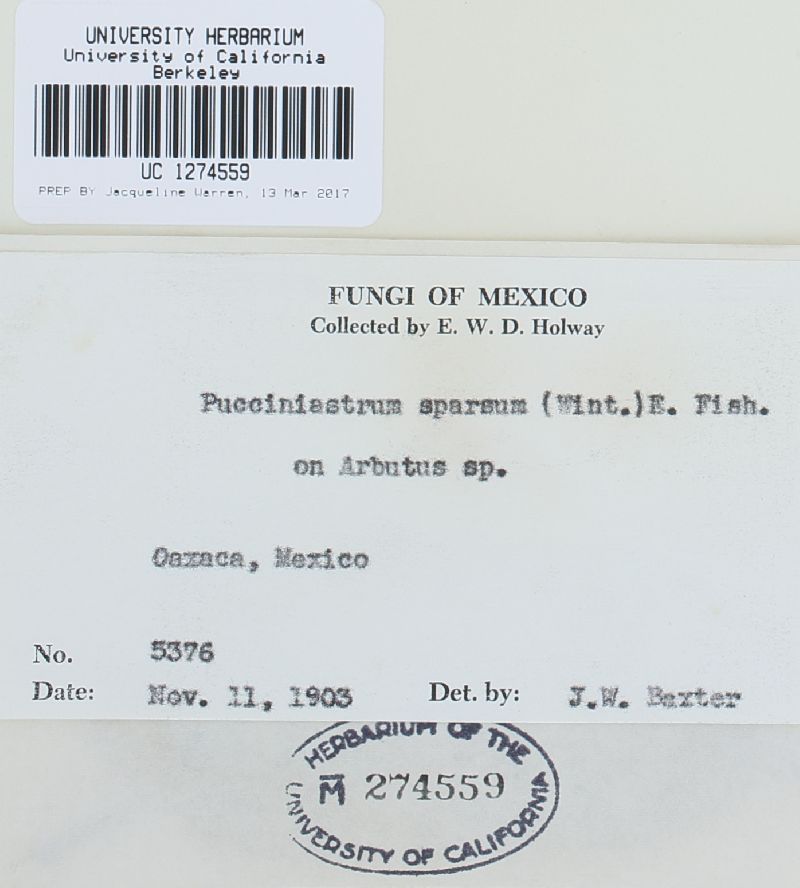 UNIVERSITY HERBARIUM
University of California
Berkeley
UC 1274559
PREP BY Jacqueline Warren, 13 Mar 2017
FUNGI OF MEXICO
Collected by E. W. D. Holway
Pucciniastrum sparsum (Wint.)E. Fish.
on Arbutus sp.
Oaxaca, Mexico
No. 5376
Date: Nov. 11, 1903 Det. by: J.W. Baxter
HERBARIUM OF THE
M 274559
UNIVERSITY OF CALIFORNIA